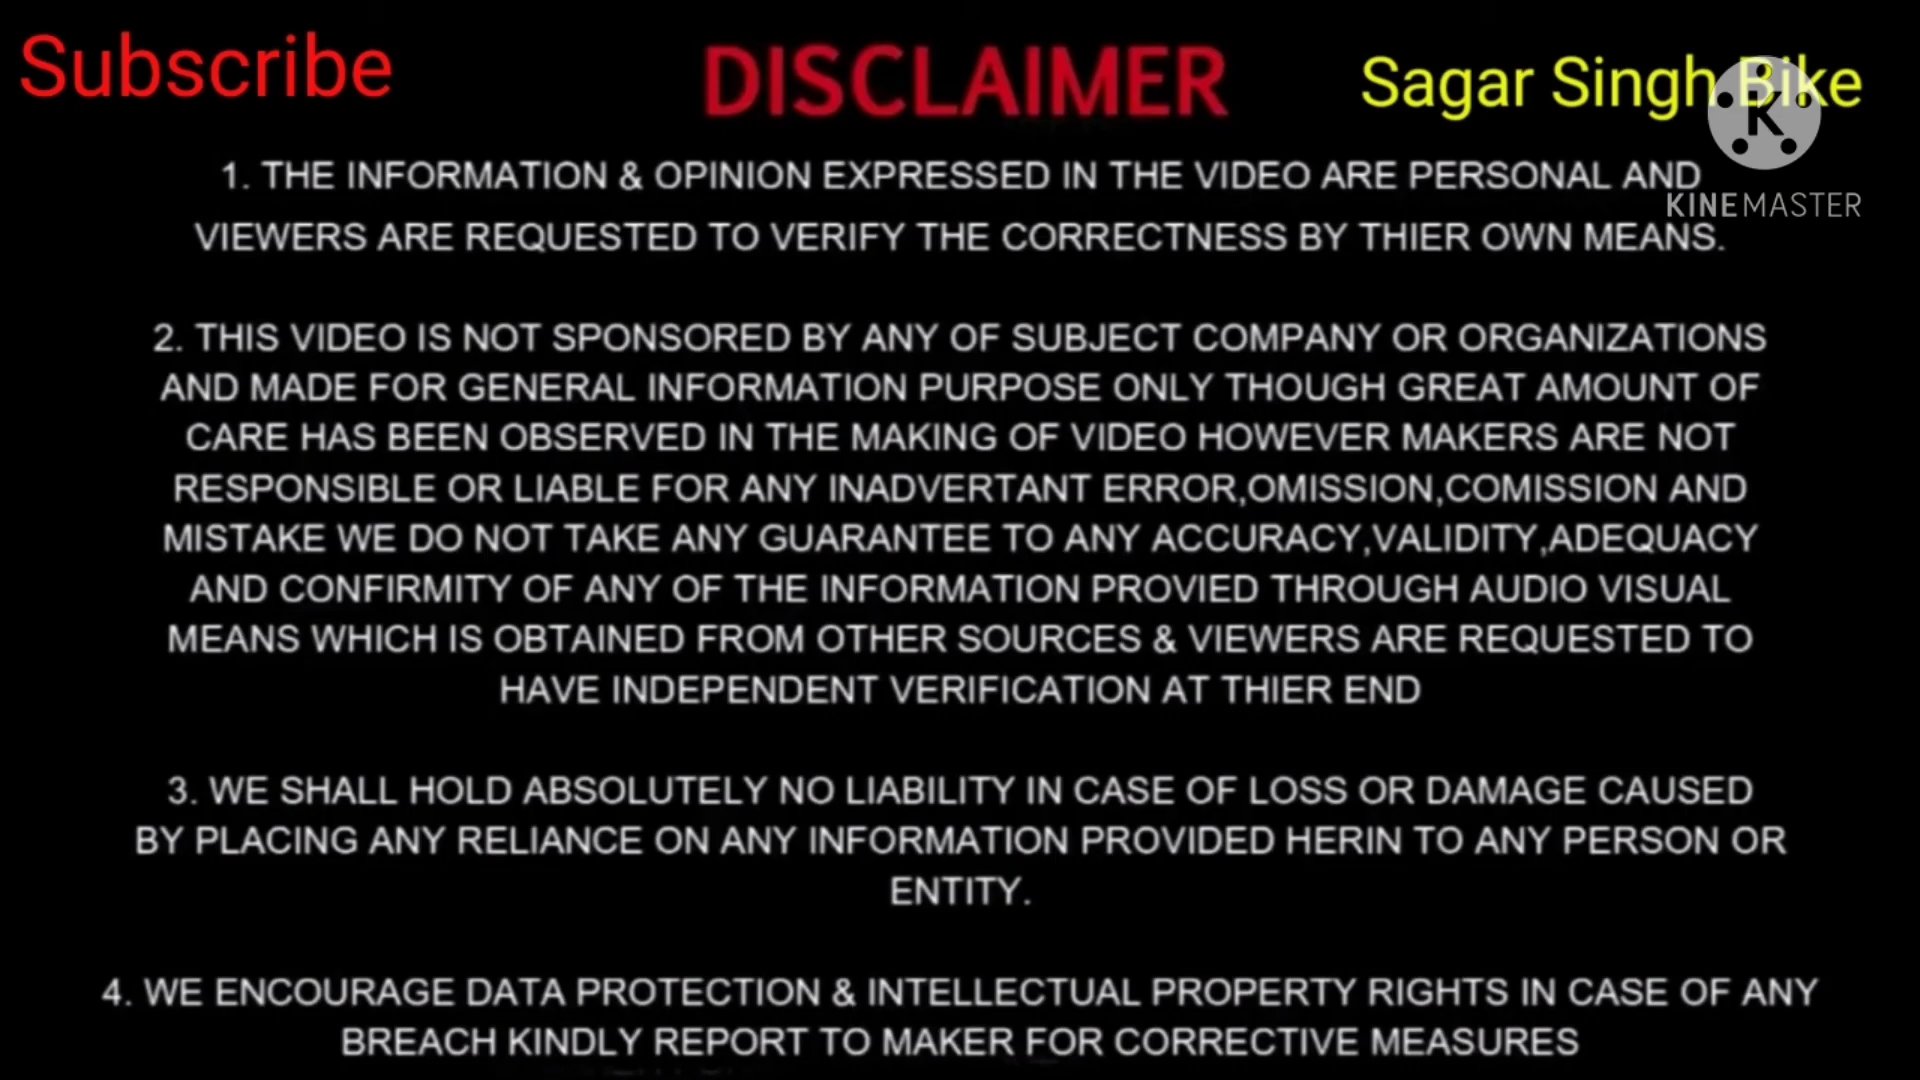 Subscribe
DISCLAIMER
Sagar Singh Bike
K
KINEMASTER
1. THE INFORMATION & OPINION EXPRESSED IN THE VIDEO ARE PERSONAL AND
VIEWERS ARE REQUESTED TO VERIFY THE CORRECTNESS BY THIER OWN MEANS.
2. THIS VIDEO IS NOT SPONSORED BY ANY OF SUBJECT COMPANY OR ORGANIZATIONS
AND MADE FOR GENERAL INFORMATION PURPOSE ONLY THOUGH GREAT AMOUNT OF
CARE HAS BEEN OBSERVED IN THE MAKING OF VIDEO HOWEVER MAKERS ARE NOT
RESPONSIBLE OR LIABLE FOR ANY INADVERTANT ERROR,OMISSION,COMISSION AND
MISTAKE WE DO NOT TAKE ANY GUARANTEE TO ANY ACCURACY,VALIDITY,ADEQUACY
AND CONFIRMITY OF ANY OF THE INFORMATION PROVIED THROUGH AUDIO VISUAL
MEANS WHICH IS OBTAINED FROM OTHER SOURCES & VIEWERS ARE REQUESTED TO
HAVE INDEPENDENT VERIFICATION AT THIER END
3. WE SHALL HOLD ABSOLUTELY NO LIABILITY IN CASE OF LOSS OR DAMAGE CAUSED
BY PLACING ANY RELIANCE ON ANY INFORMATION PROVIDED HERIN TO ANY PERSON OR
ENTITY.
4. WE ENCOURAGE DATA PROTECTION & INTELLECTUAL PROPERTY RIGHTS IN CASE OF ANY
BREACH KINDLY REPORT TO MAKER FOR CORRECTIVE MEASURES